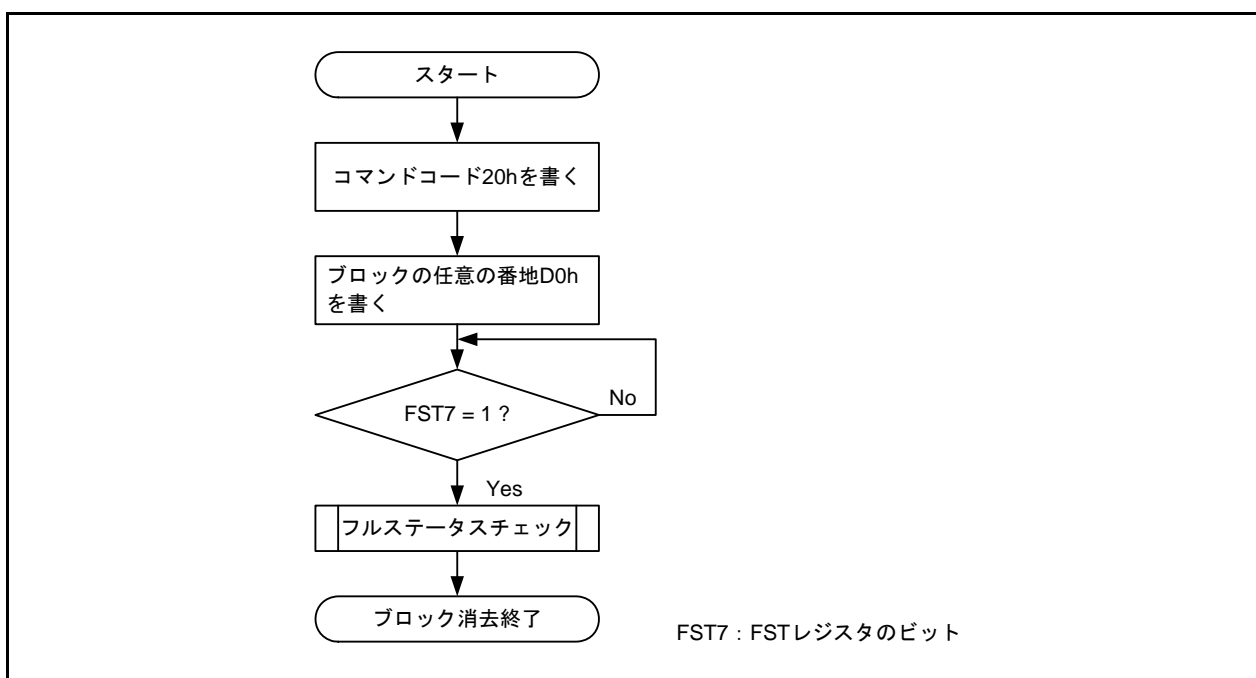 スタート
コマンドコード20hを書く
ブロックの任意の番地D0h
を書く
FST7 = 1 ?
No
Yes
フルステータスチェック
ブロック消去終了
FST7：FSTレジスタのビット